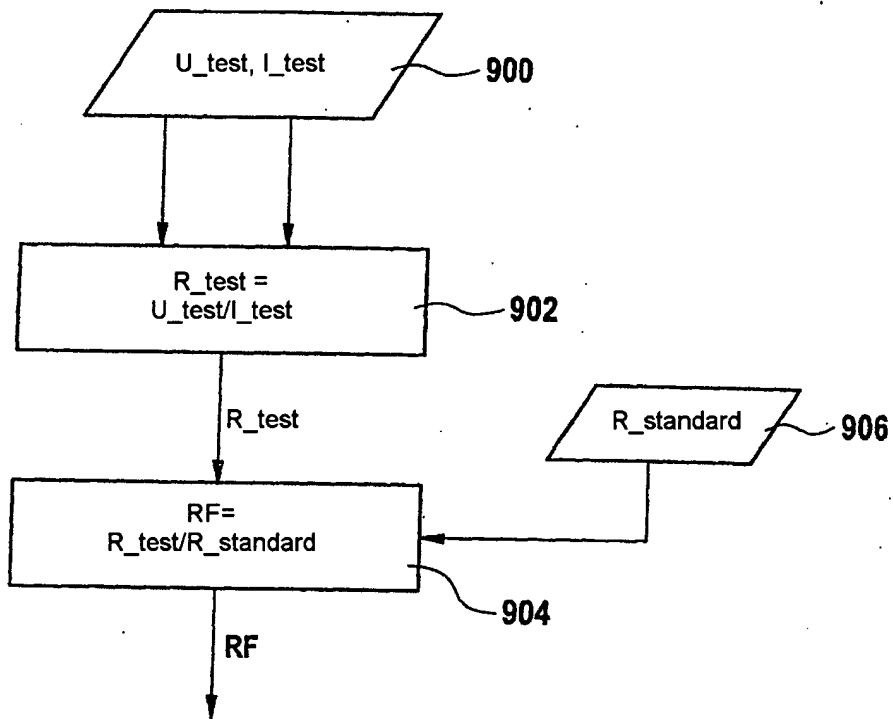 U_test, I_test
900
R_test =
U_test/I_test
902
R_test
R_standard
906
RF=
R_test/R_standard
904
RF